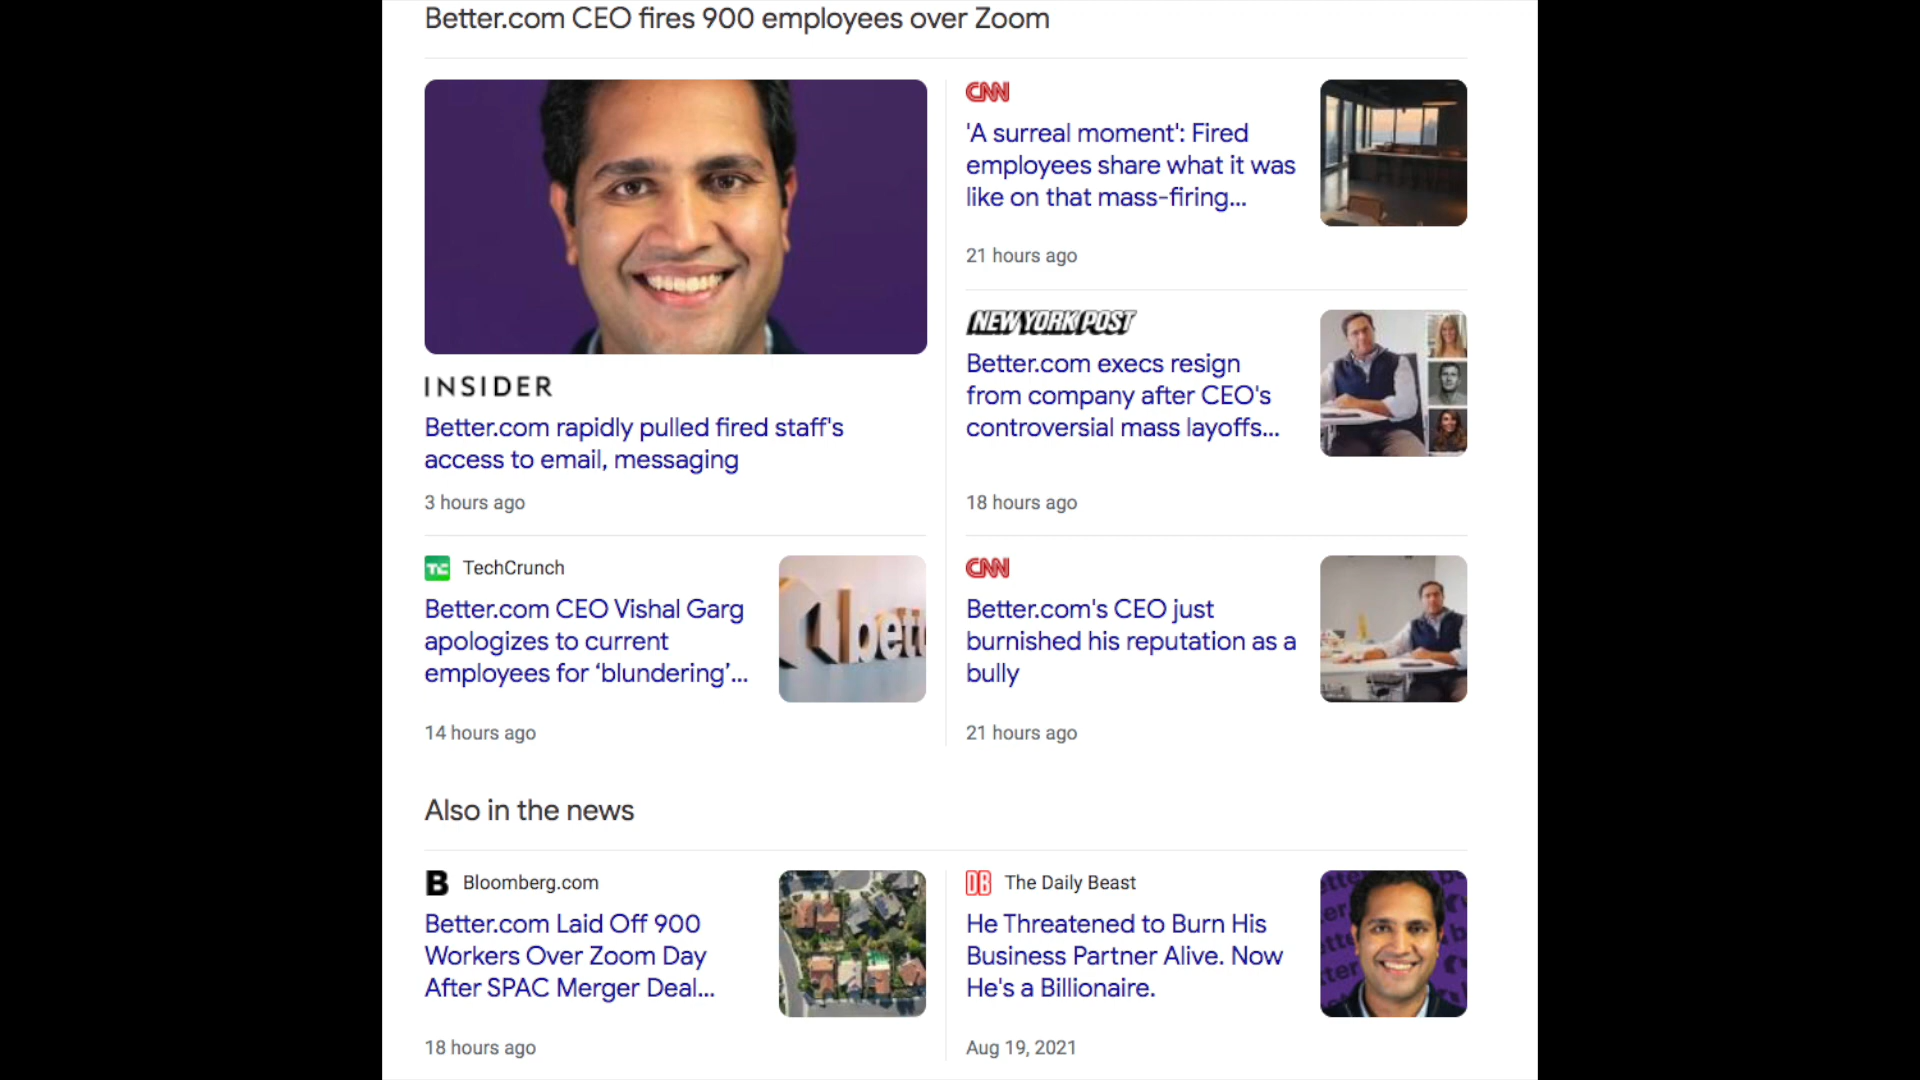 Better.com CEO fires 900 employees over Zoom
INSIDER
Better.com rapidly pulled fired staff's
access to email, messaging
3 hours ago
CNN
'A surreal moment': Fired
employees share what it was
like on that mass-firing...
21 hours ago
NEW YORK POST
Better.com execs resign
from company after CEO's
controversial mass layoffs...
18 hours ago
TC TechCrunch
Better.com CEO Vishal Garg
apologizes to current
employees for ‘blundering’...
14 hours ago
bett
CNN
Better.com's CEO just
burnished his reputation as a
bully
21 hours ago
Also in the news
B Bloomberg.com
Better.com Laid Off 900
Workers Over Zoom Day
After SPAC Merger Deal...
18 hours ago
DB The Daily Beast
He Threatened to Burn His
Business Partner Alive. Now
He's a Billionaire.
Aug 19, 2021